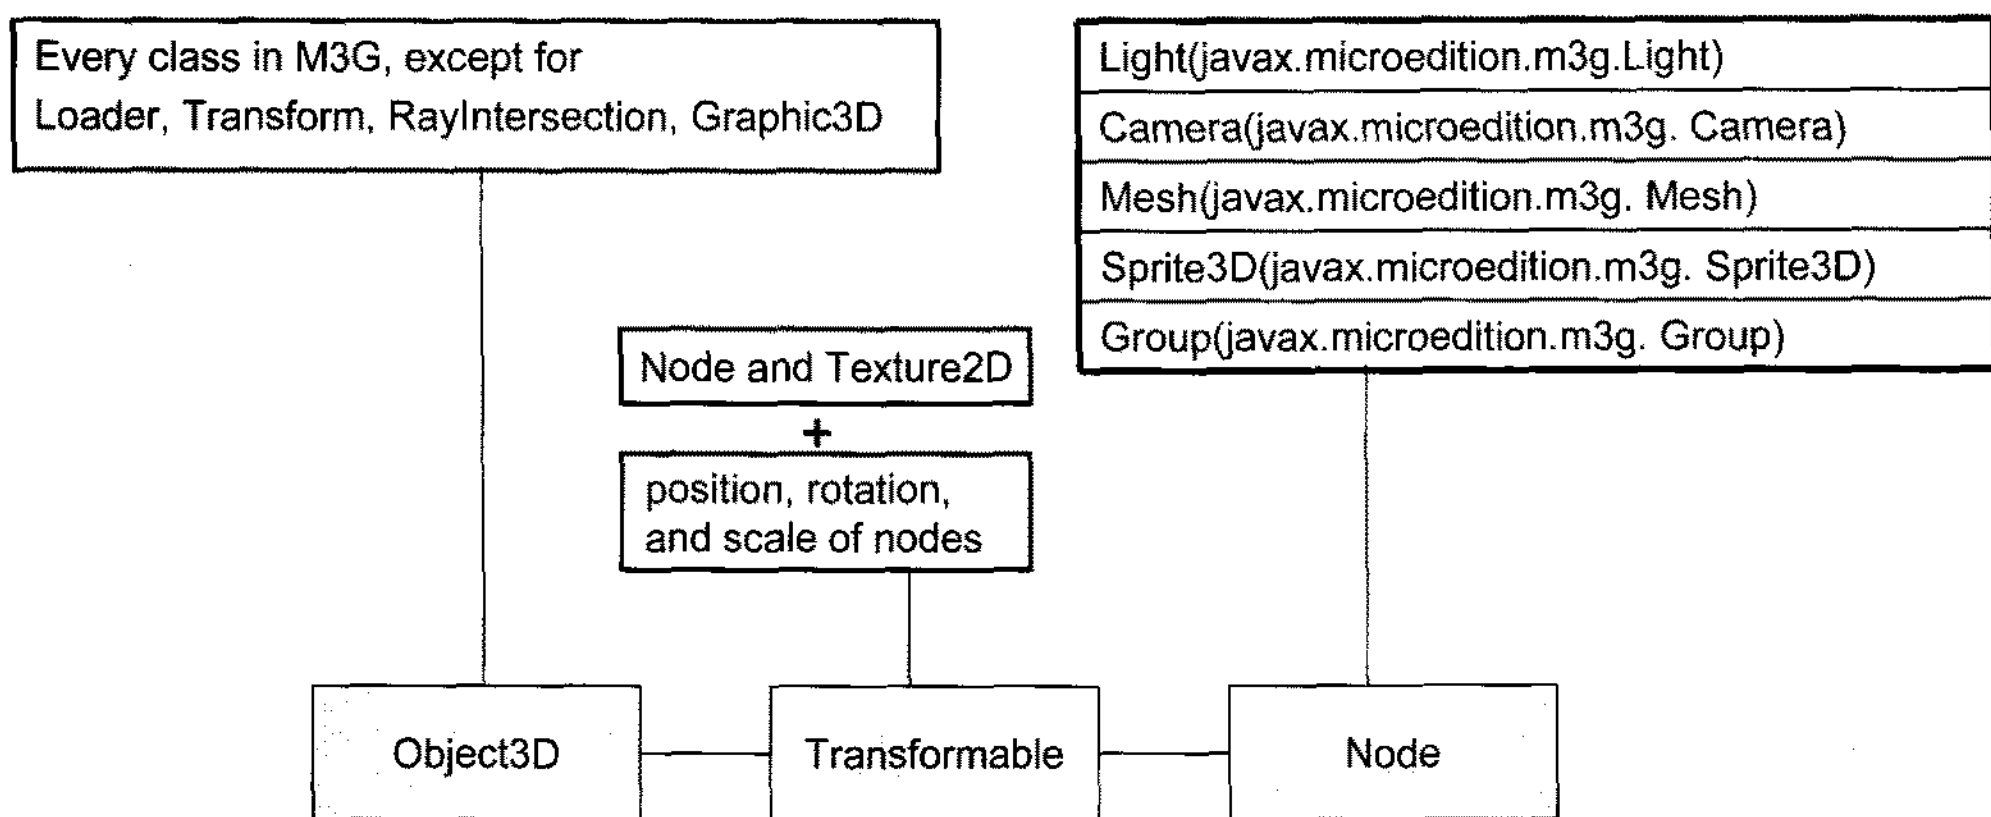 Every class in M3G, except for
Loader, Transform, RayIntersection, Graphic3D
Light(javax.microedition.m3g.Light)
Camera(javax.microedition.m3g. Camera)
Mesh(javax.microedition.m3g. Mesh)
Sprite3D(javax.microedition.m3g. Sprite3D)
Group(javax.microedition.m3g. Group)
Node and Texture2D
+
position, rotation,
and scale of nodes
Object3D
Transformable
Node